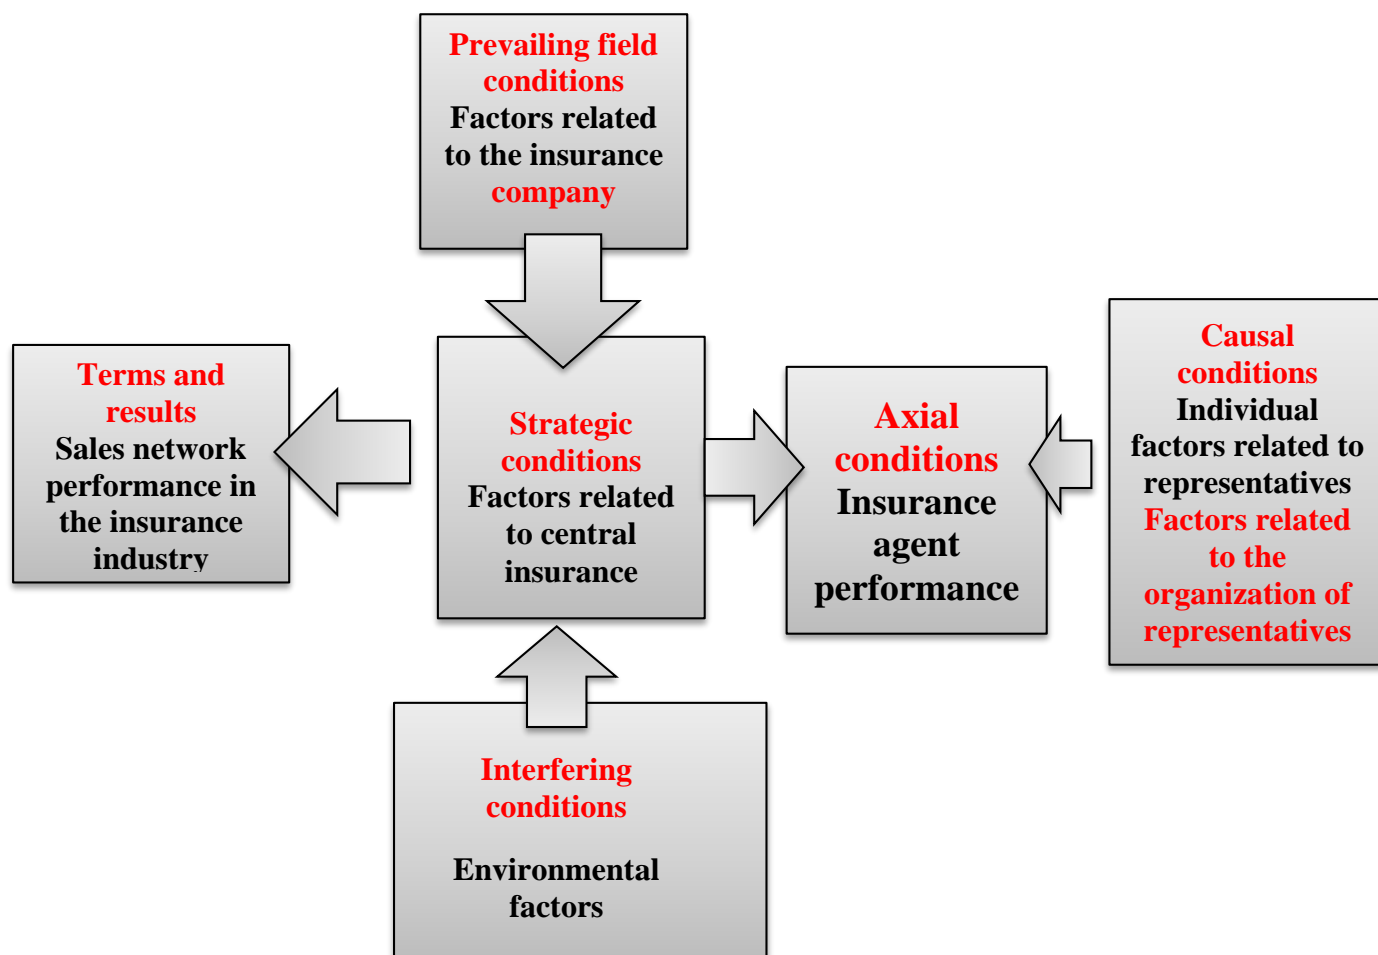 Prevailing field
conditions
Factors related
to the insurance
company
Terms and
results
Sales network
performance in
the insurance
industry
Strategic
conditions
Factors related
to central
insurance
Axial
conditions
Insurance
agent
performance
Causal
conditions
Individual
factors related to
representatives
Factors related
to the
organization of
representatives
Interfering
conditions
Environmental
factors